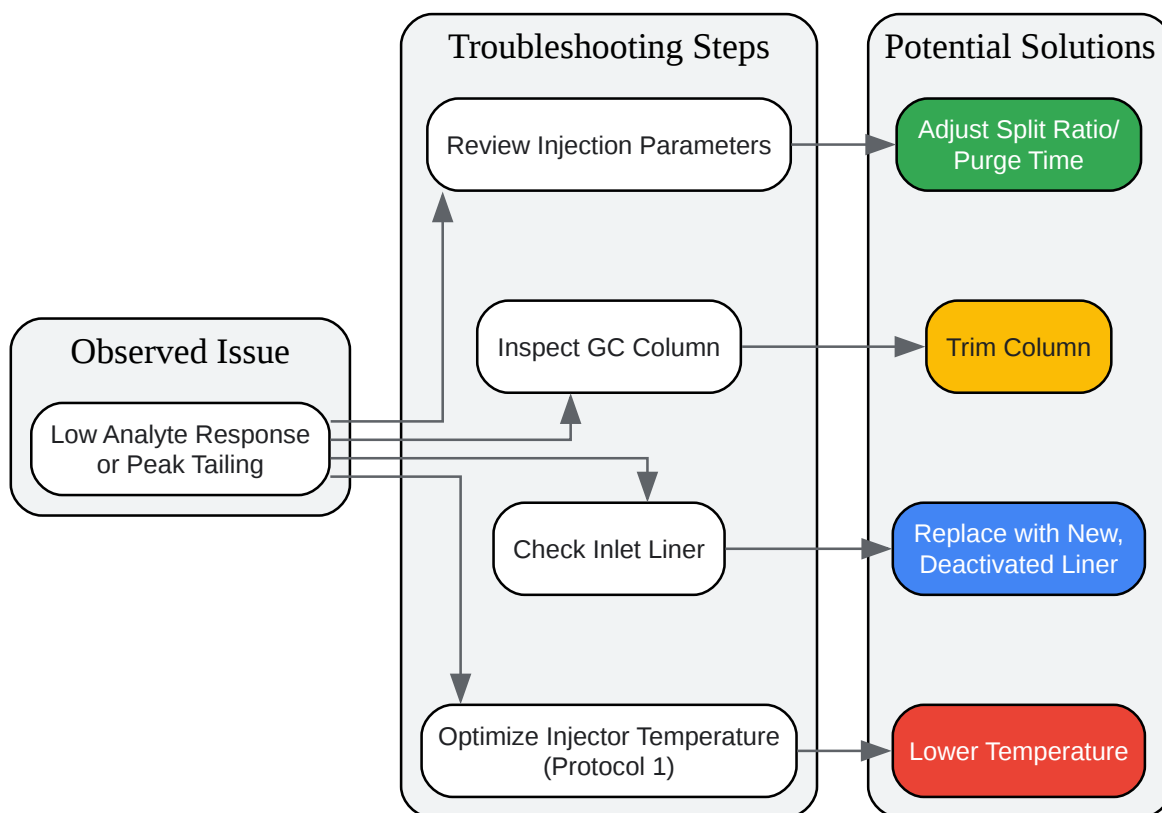 Observed Issue
Low Analyte Response
or Peak Tailing
Troubleshooting Steps
Review Injection Parameters
Inspect GC Column
Check Inlet Liner
Optimize Injector Temperature
(Protocol 1)
Potential Solutions
Adjust Split Ratio/
Purge Time
Trim Column
Replace with New,
Deactivated Liner
Lower Temperature